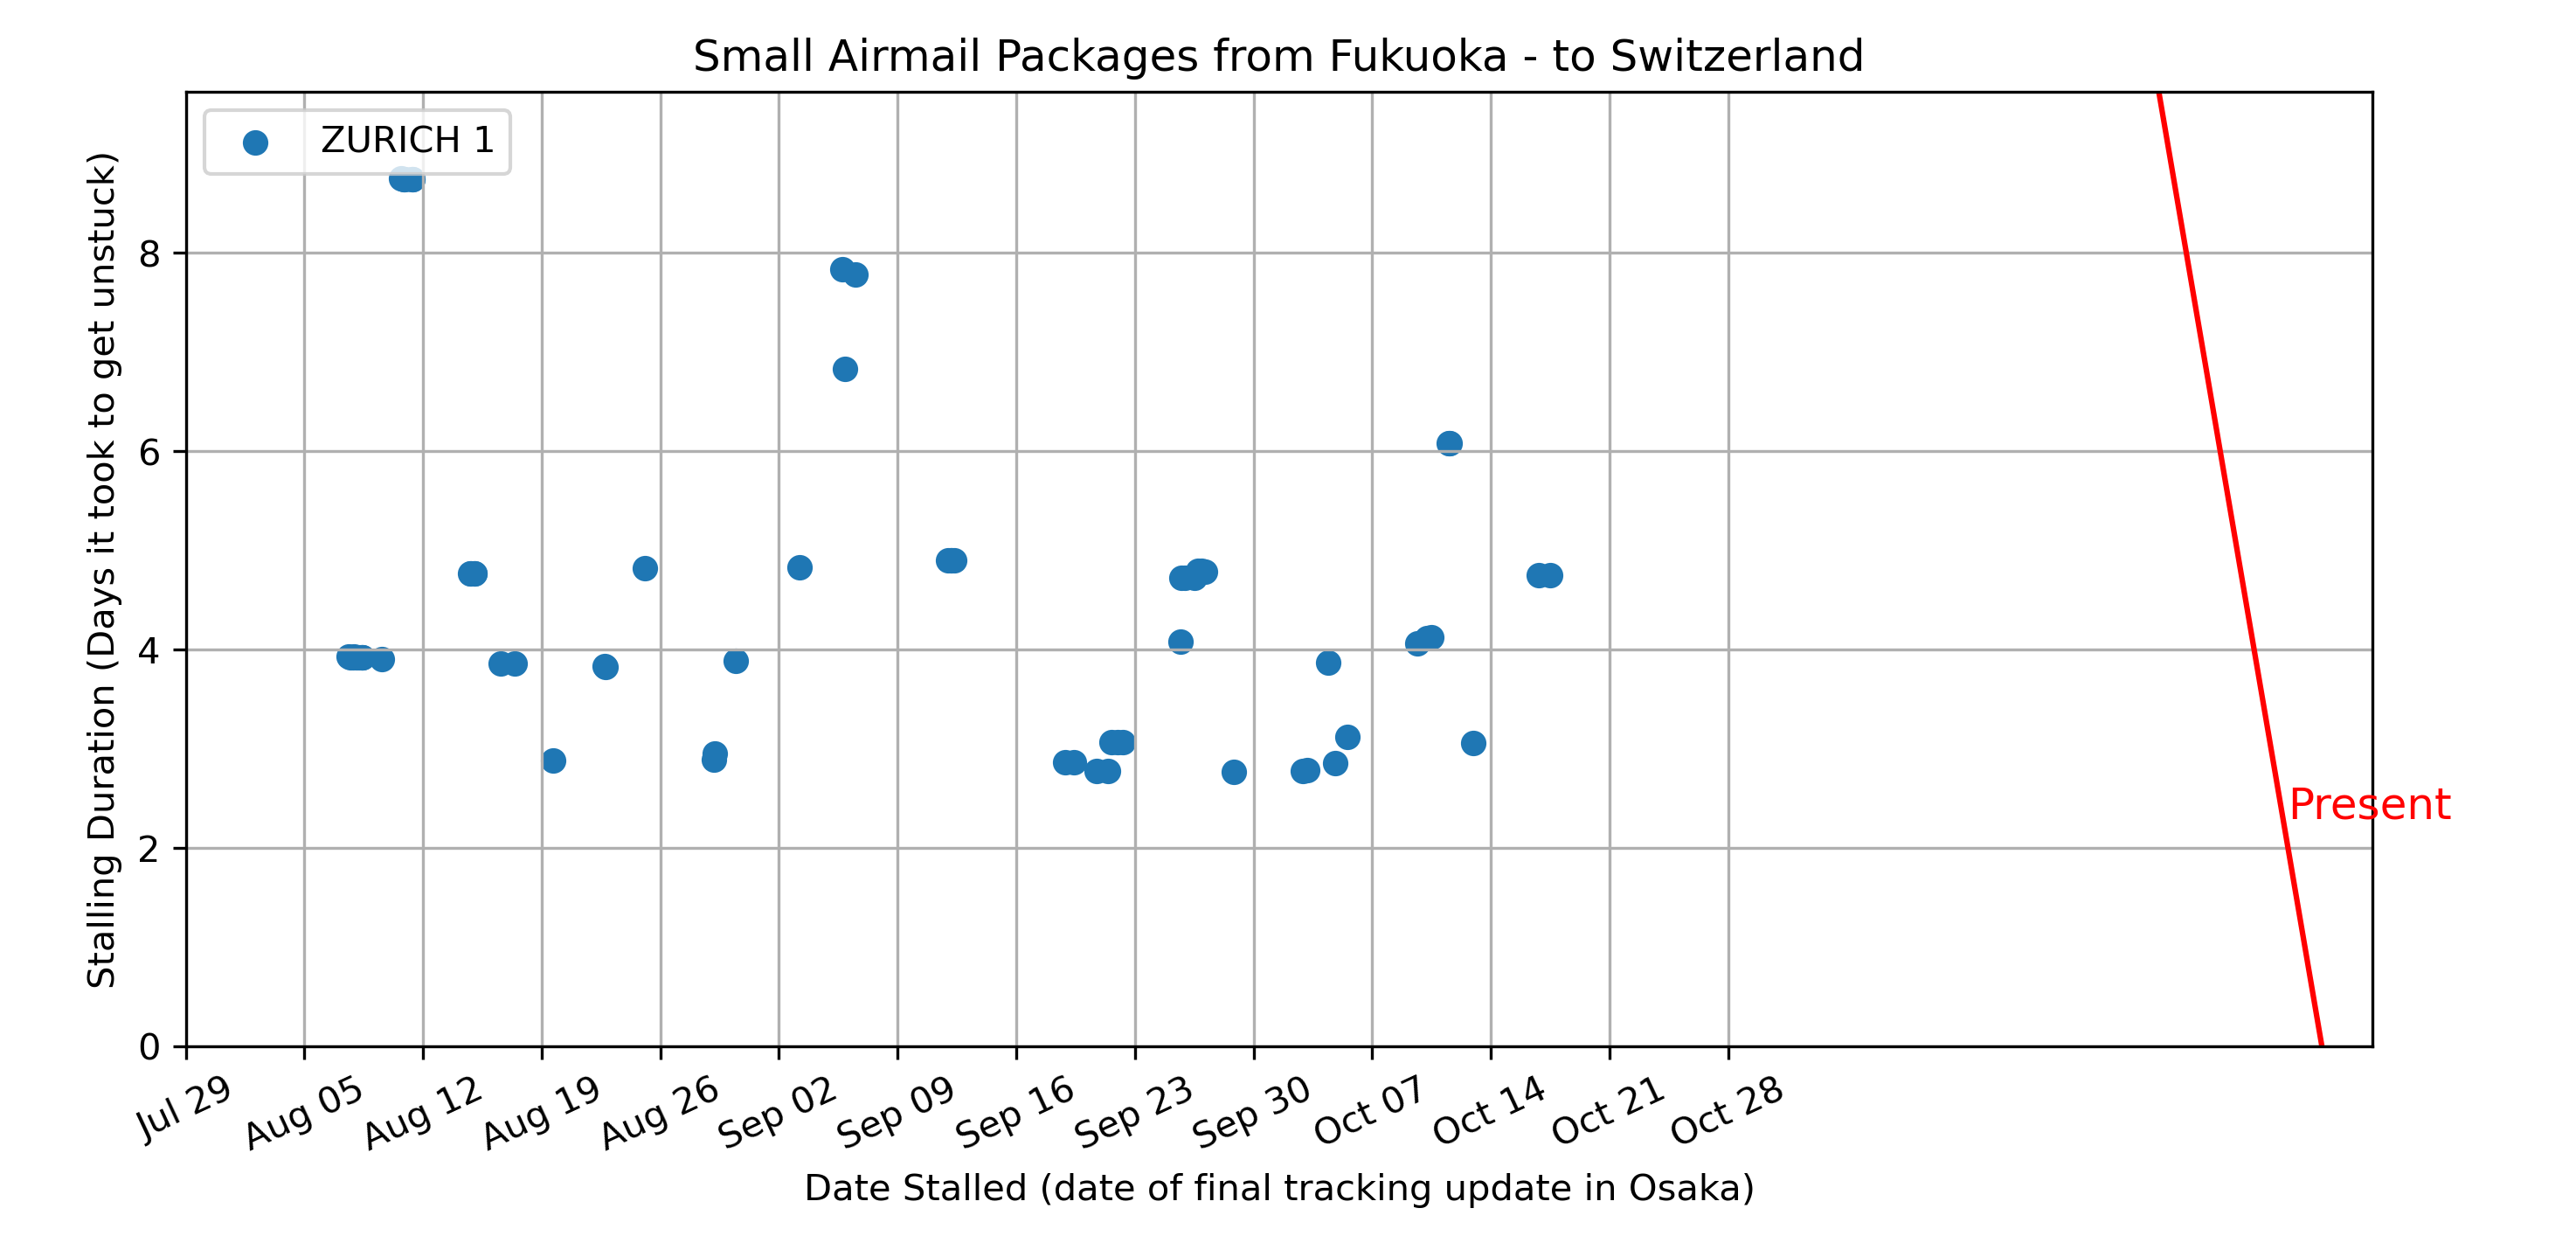 Small Airmail Packages from Fukuoka - to Switzerland
ZURICH 1
Stalling Duration (Days it took to get unstuck)
8
6
4
2
0
Present
Jul 29
Aug 05
Aug 12
Aug 19
Aug 26
Sep 02
Sep 09
Sep 16
Sep 23
Sep 30
Oct 07
Oct 14
Oct 21
Oct 28
Date Stalled (date of final tracking update in Osaka)